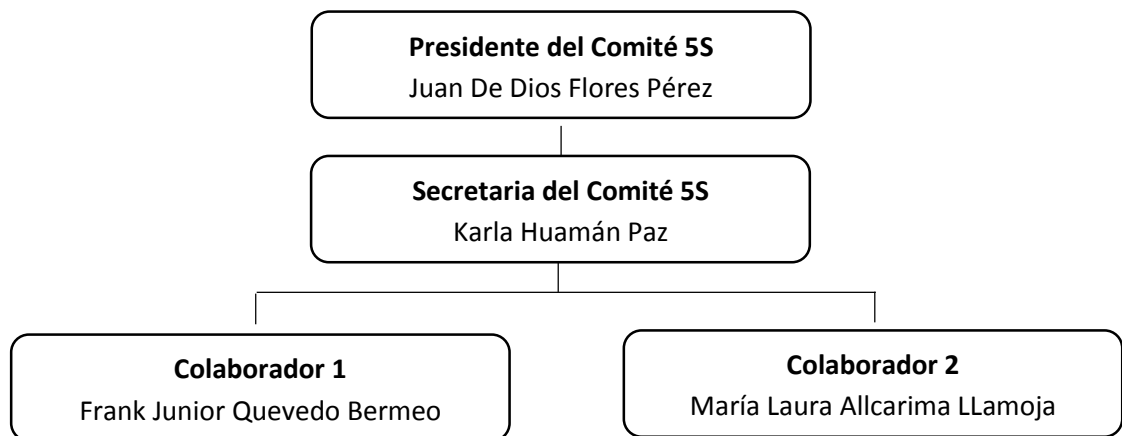 Presidente del Comité 5S
Juan De Dios Flores Pérez
Secretaria del Comité 5S
Karla Huamán Paz
Colaborador 1
Frank Junior Quevedo Bermeo
Colaborador 2
María Laura Allcarima LLamoja